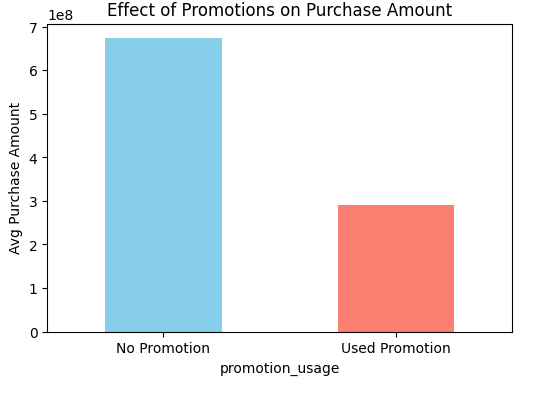 Effect of Promotions on Purchase Amount
1e8
7
6
5
4
3
2
1
0
Avg Purchase Amount
No Promotion
Used Promotion
promotion_usage